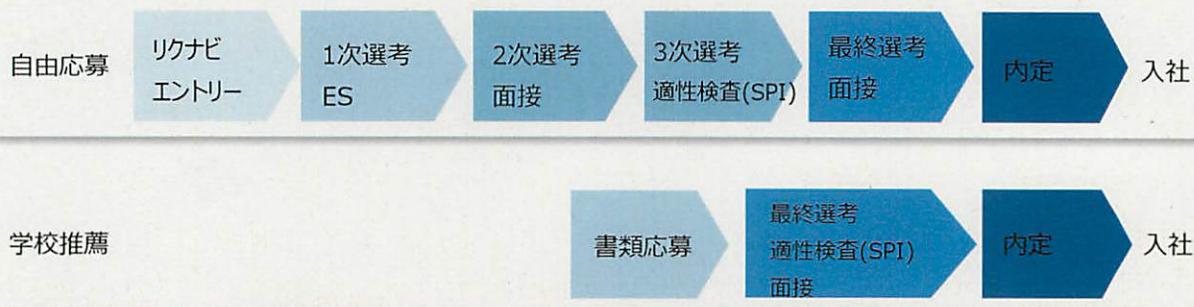 自由応募
リクナビ
エントリー
1次選考
ES
2次選考
面接
3次選考
適性検査(SPI)
最終選考
面接
内定
入社
学校推薦
書類応募
最終選考
適性検査(SPI)
面接
内定
入社